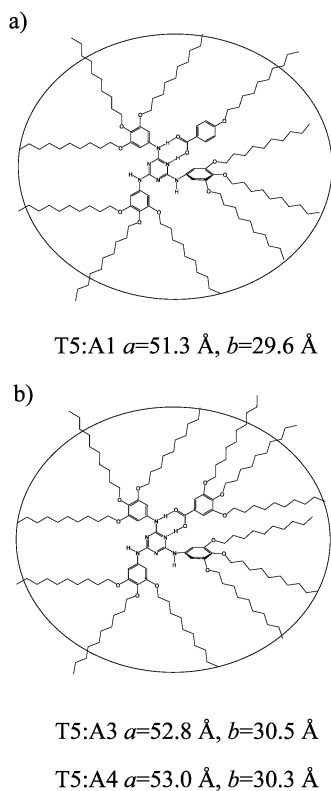 a)
T5:A1 a=51.3 Å, b=29.6 Å
b)
T5:A3 a=52.8 Å, b=30.5 Å
T5:A4 a=53.0 Å, b=30.3 Å